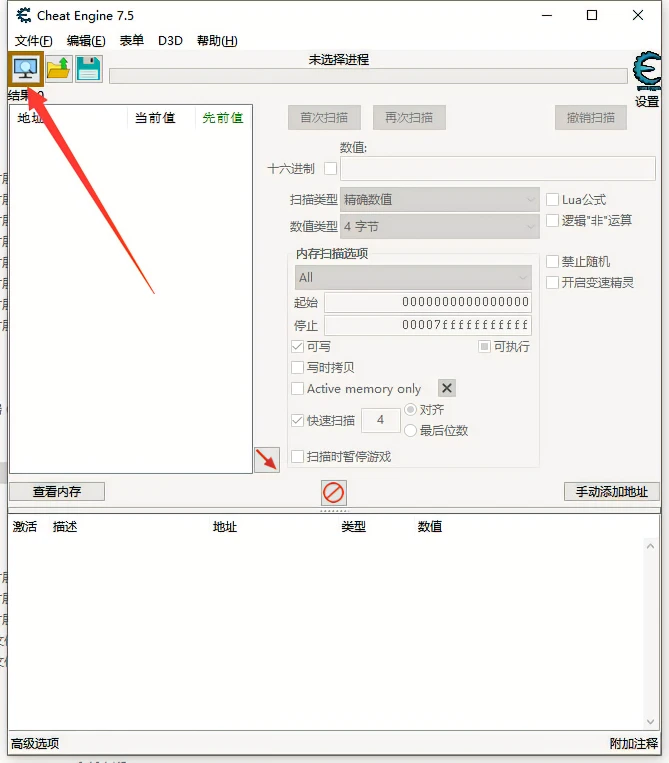 Cheat Engine 7.5
文件(F) 编辑(E) 表单 D3D 帮助(H)
未选择进程
设置
结果:0
地址 当前值 先前值
首次扫描 再次扫描 撤销扫描
数值:
十六进制
扫描类型 精确数值 Lua公式
数值类型 4 字节 逻辑"非"运算
内存扫描选项
All
禁止随机
开启变速精灵
起始 0000000000000000
停止 00007fffffffffff
可写 可执行
写时拷贝
Active memory only
快速扫描 4 对齐
最后位数
扫描时暂停游戏
查看内存 手动添加地址
激活 描述 地址 类型 数值
高级选项 附加注释